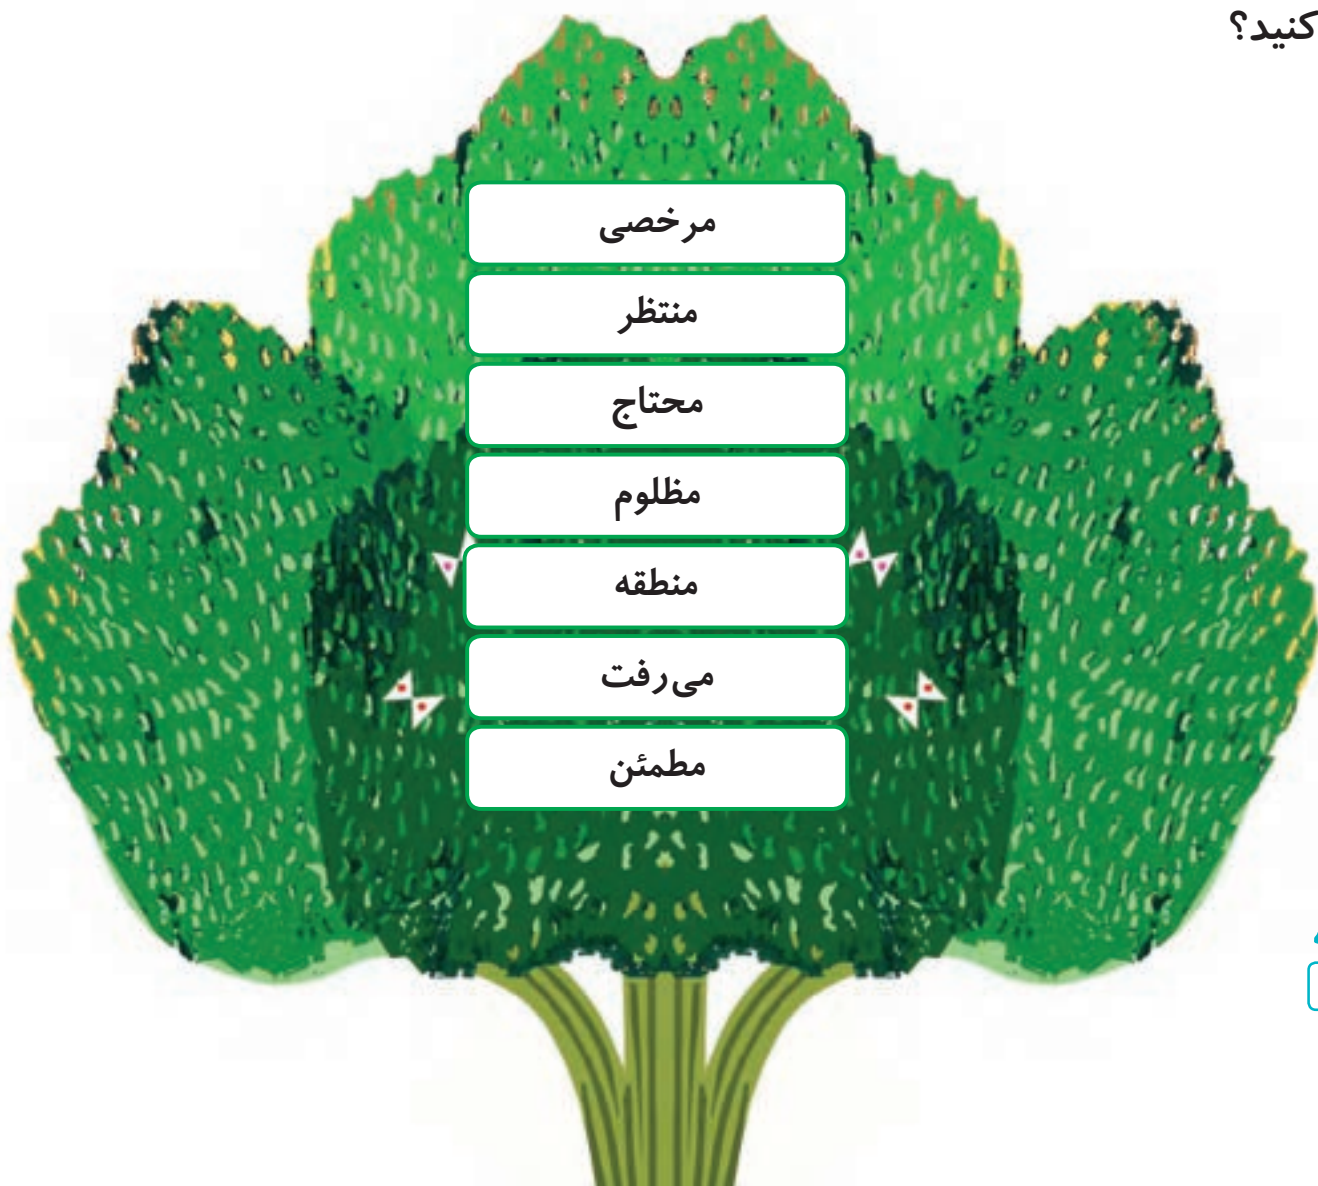 کنید؟
مرخصی
منتظر
محتاج
مظلوم
منطقه
می‌رفت
مطمئن